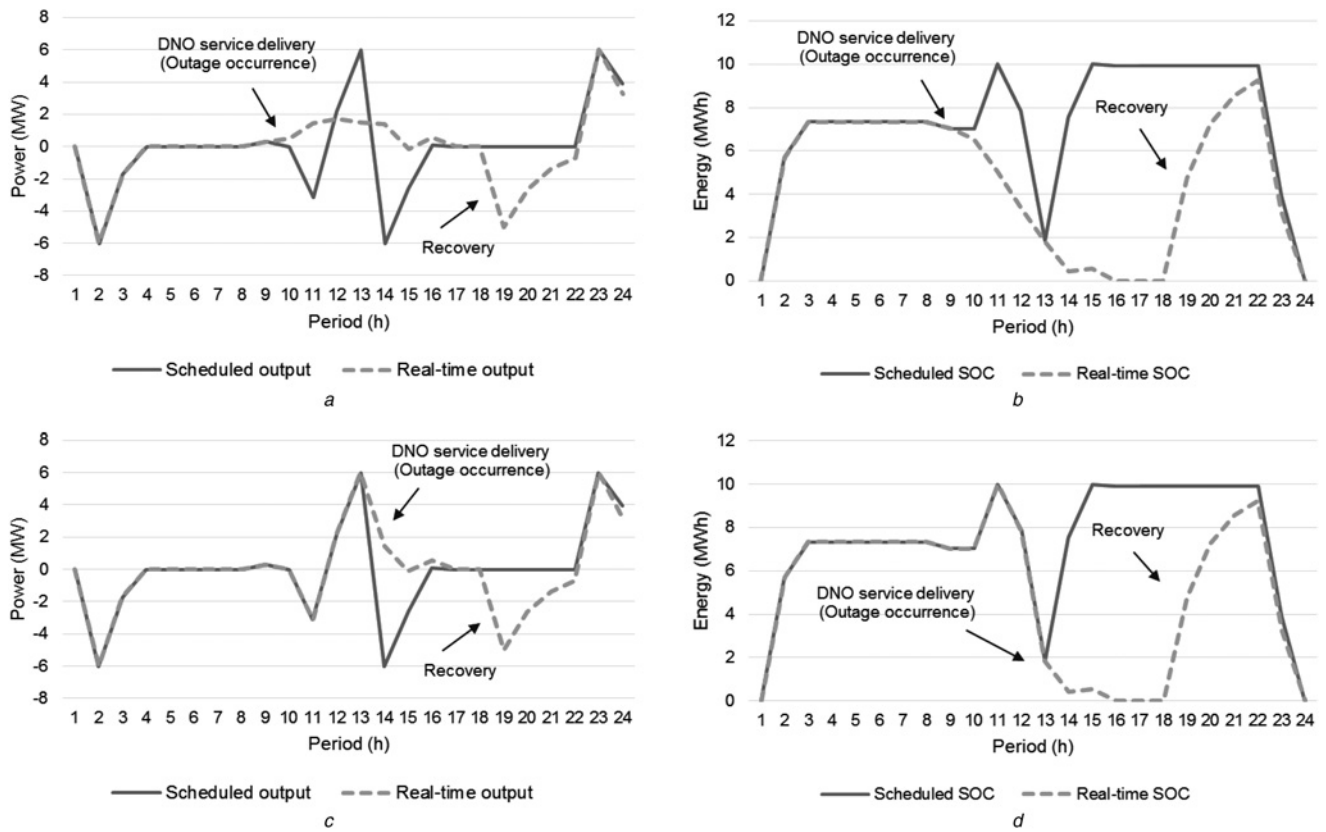 8
6
4
2
0
-2
-4
-6
-8
Power (MW)
DNO service delivery
(Outage occurrence)
Recovery
1 2 3 4 5 6 7 8 9 10 11 12 13 14 15 16 17 18 19 20 21 22 23 24
Period (h)
Scheduled output Real-time output
a
12
10
8
6
4
2
0
Energy (MWh)
DNO service delivery
(Outage occurrence)
Recovery
1 2 3 4 5 6 7 8 9 10 11 12 13 14 15 16 17 18 19 20 21 22 23 24
Period (h)
Scheduled SOC Real-time SOC
b
8
6
4
2
0
-2
-4
-6
-8
Power (MW)
DNO service delivery
(Outage occurrence)
Recovery
1 2 3 4 5 6 7 8 9 10 11 12 13 14 15 16 17 18 19 20 21 22 23 24
Period (h)
Scheduled output Real-time output
c
12
10
8
6
4
2
0
Energy (MWh)
Recovery
DNO service delivery
(Outage occurrence)
1 2 3 4 5 6 7 8 9 10 11 12 13 14 15 16 17 18 19 20 21 22 23 24
Period (h)
Scheduled SOC Real-time SOC
d